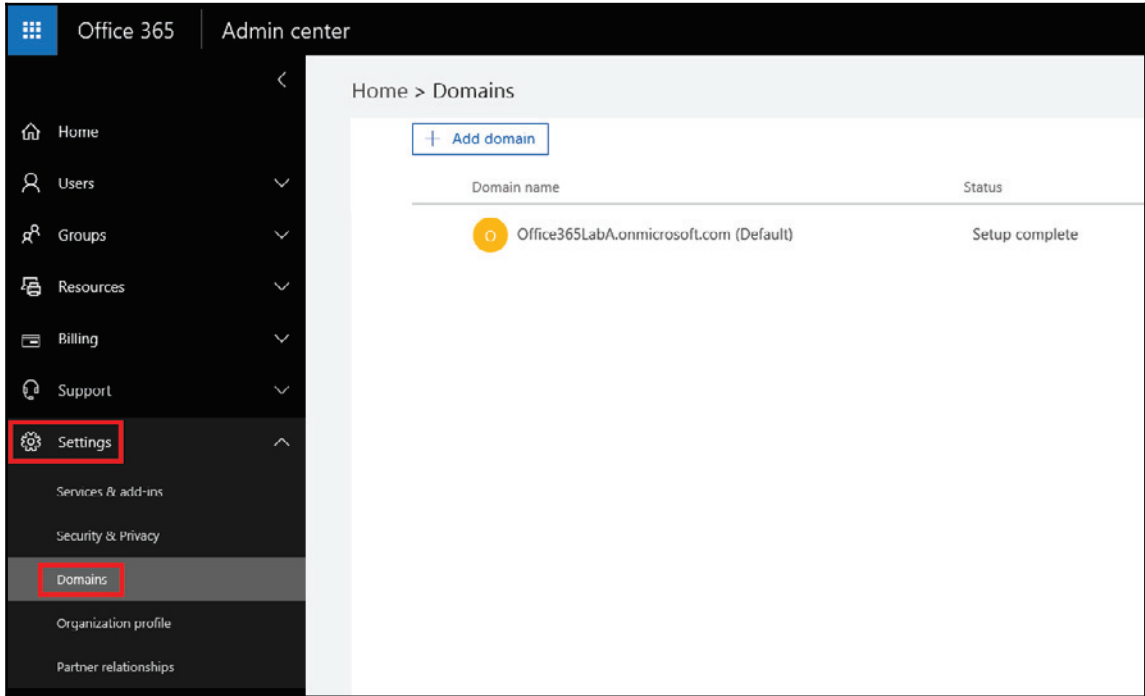 Office 365 Admin center
Home > Domains
Home
Users
Groups
Resources
Billing
Support
Settings
Services & add-ins
Security & Privacy
Domains
Organization profile
Partner relationships
+ Add domain
Domain name Status
O Office365LabA.onmicrosoft.com (Default) Setup complete